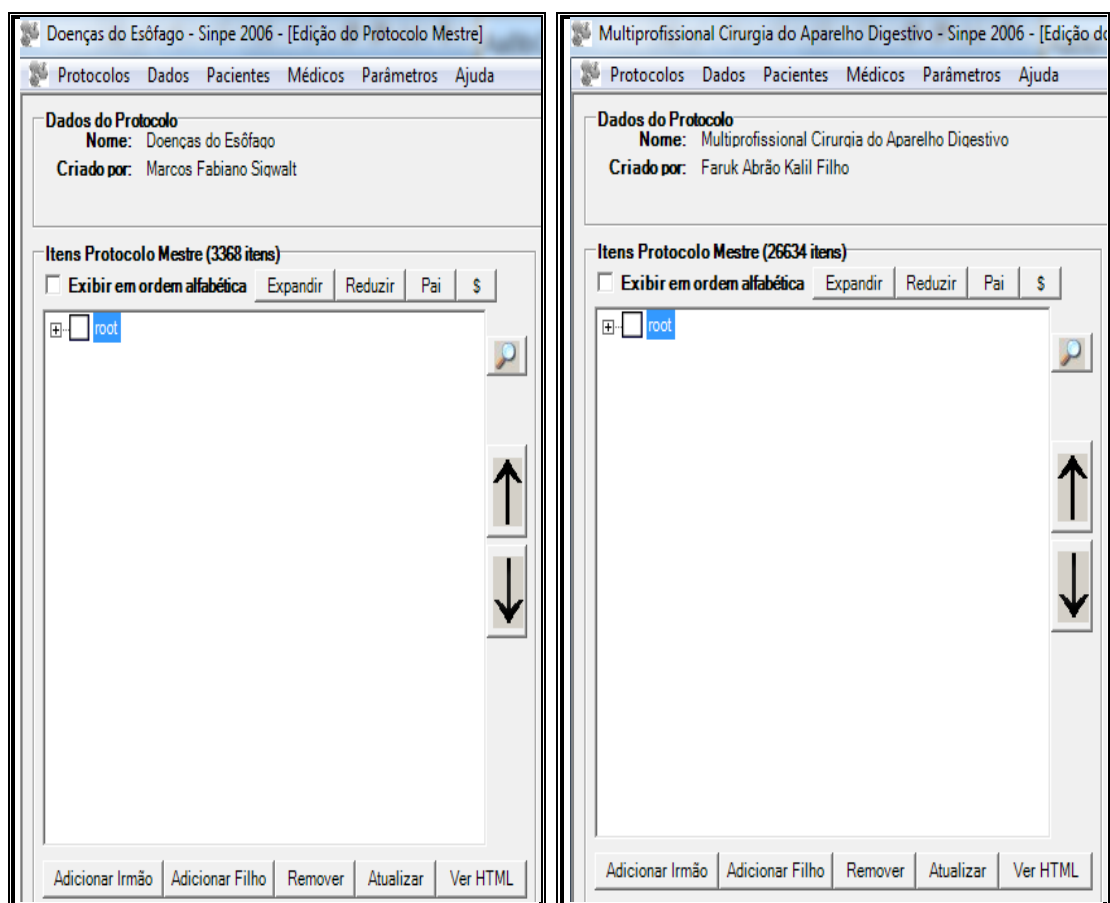 Doenças do Esôfago - Sinpe 2006 - [Edição do Protocolo Mestre]
Protocolos Dados Pacientes Médicos Parâmetros Ajuda
Dados do Protocolo
Nome: Doenças do Esôfago
Criado por: Marcos Fabiano Sigwalt
Itens Protocolo Mestre (3368 itens)
Exibir em ordem alfabética Expandir Reduzir Pai $
root
Adicionar Irmão Adicionar Filho Remover Atualizar Ver HTML
Multiprofissional Cirurgia do Aparelho Digestivo - Sinpe 2006 - [Edição do
Protocolos Dados Pacientes Médicos Parâmetros Ajuda
Dados do Protocolo
Nome: Multiprofissional Cirurgia do Aparelho Digestivo
Criado por: Faruk Abrão Kalil Filho
Itens Protocolo Mestre (26634 itens)
Exibir em ordem alfabética Expandir Reduzir Pai $
root
Adicionar Irmão Adicionar Filho Remover Atualizar Ver HTML